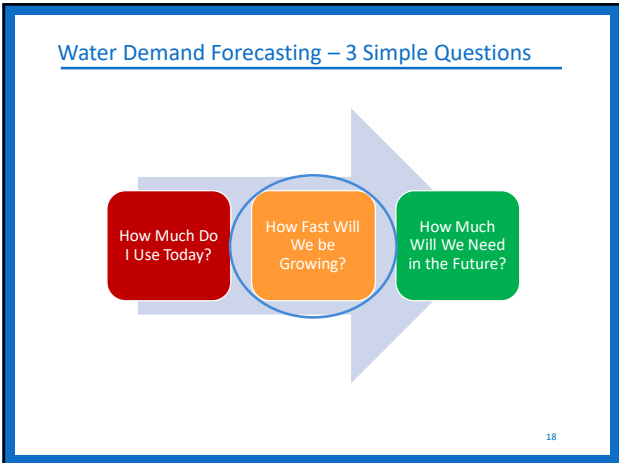 Water Demand Forecasting – 3 Simple Questions
How Much Do
I Use Today?
How Fast Will
We be
Growing?
How Much
Will We Need
in the Future?
18